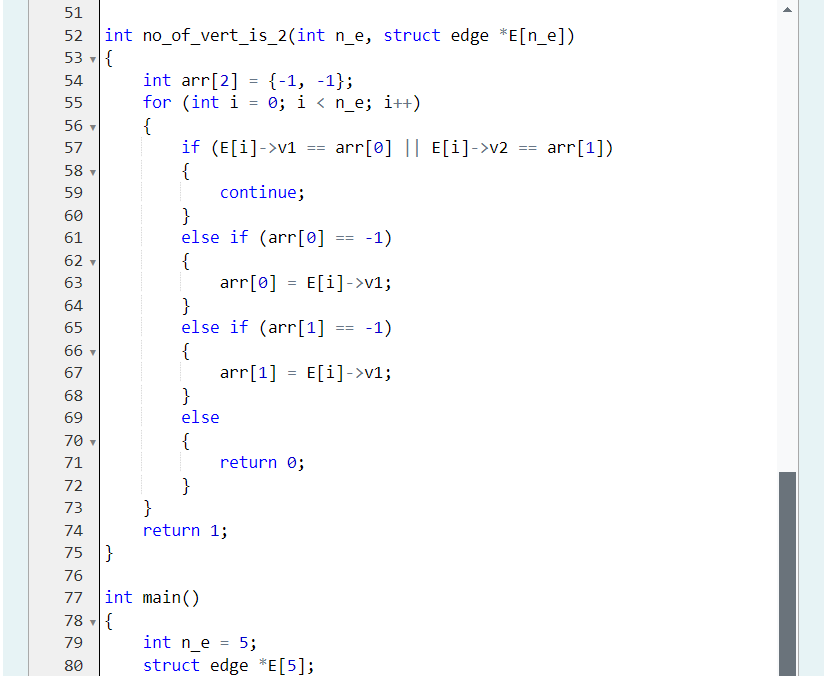 51
52 int no_of_vert_is_2(int n_e, struct edge *E[n_e])
53 {
54     int arr[2] = {-1, -1};
55     for (int i = 0; i < n_e; i++)
56     {
57         if (E[i]->v1 == arr[0] || E[i]->v2 == arr[1])
58         {
59             continue;
60         }
61         else if (arr[0] == -1)
62         {
63             arr[0] = E[i]->v1;
64         }
65         else if (arr[1] == -1)
66         {
67             arr[1] = E[i]->v1;
68         }
69         else
70         {
71             return 0;
72         }
73     }
74     return 1;
75 }
76
77 int main()
78 {
79     int n_e = 5;
80     struct edge *E[5];